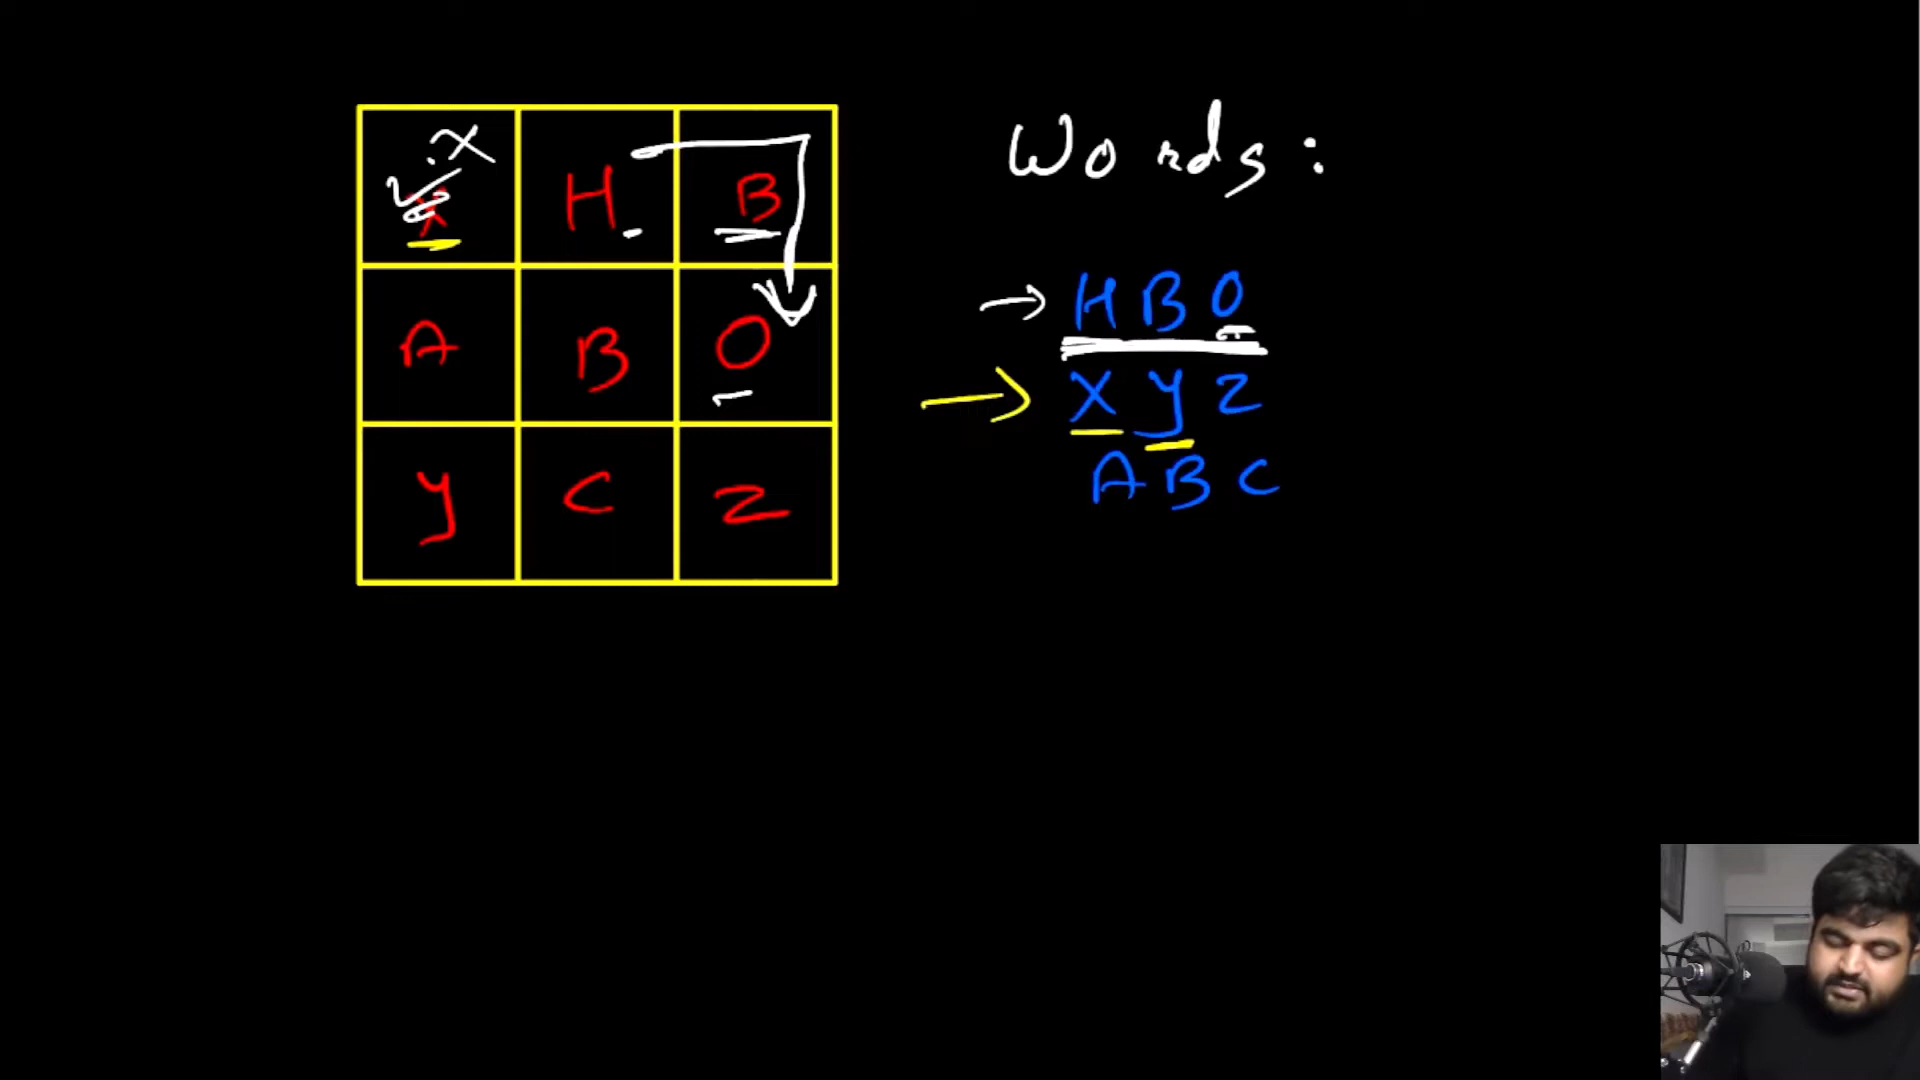 X
X H B
A B O
Y C Z
Words:
HBO
XYZ
ABC